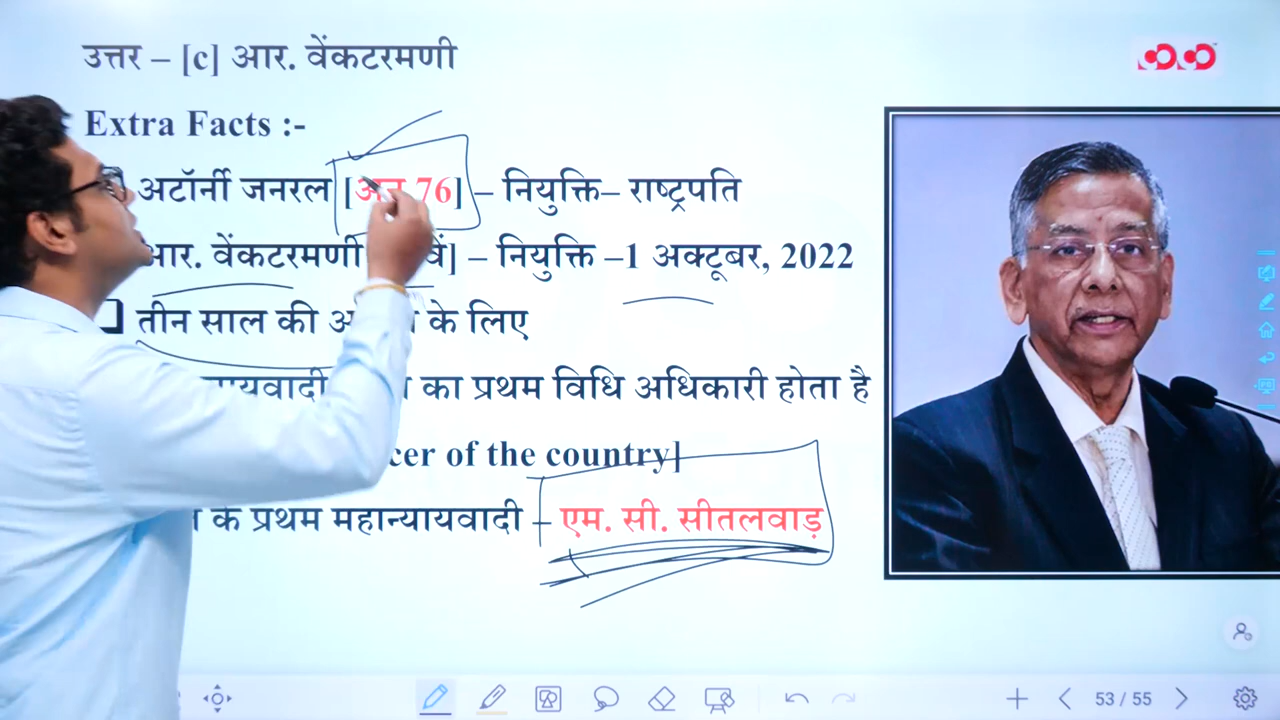 उत्तर – [c] आर. वेंकटरमणी
Extra Facts :-
अटॉर्नी जनरल [अनु 76] – नियुक्ति– राष्ट्रपति
आर. वेंकटरमणी वें] – नियुक्ति –1 अक्टूबर, 2022
तीन साल की के लिए
का प्रथम विधि अधिकारी होता है
of the country]
के प्रथम महान्यायवादी – एम. सी. सीतलवाड़
53 / 55